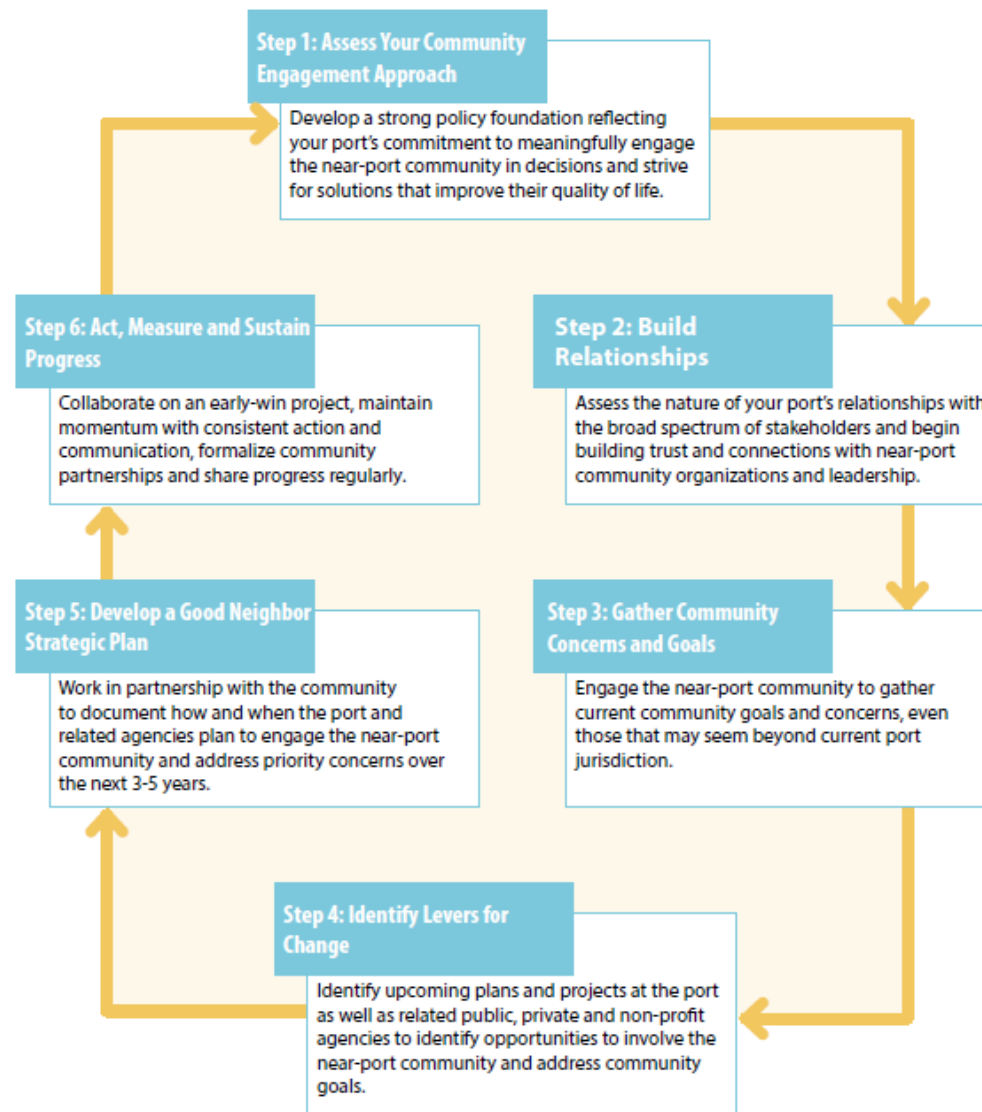 Step 1: Assess Your Community
Engagement Approach
Develop a strong policy foundation reflecting
your port's commitment to meaningfully engage
the near-port community in decisions and strive
for solutions that improve their quality of life.
Step 2: Build
Relationships
Assess the nature of your port's relationships with
the broad spectrum of stakeholders and begin
building trust and connections with near-port
community organizations and leadership.
Step 3: Gather Community
Concerns and Goals
Engage the near-port community to gather
current community goals and concerns, even
those that may seem beyond current port
jurisdiction.
Step 4: Identify Levers for
Change
Identify upcoming plans and projects at the port
as well as related public, private and non-profit
agencies to identify opportunities to involve the
near-port community and address community
goals.
Step 5: Develop a Good Neighbor
Strategic Plan
Work in partnership with the community
to document how and when the port and
related agencies plan to engage the near-port
community and address priority concerns over
the next 3-5 years.
Step 6: Act, Measure and Sustain
Progress
Collaborate on an early-win project, maintain
momentum with consistent action and
communication, formalize community
partnerships and share progress regularly.